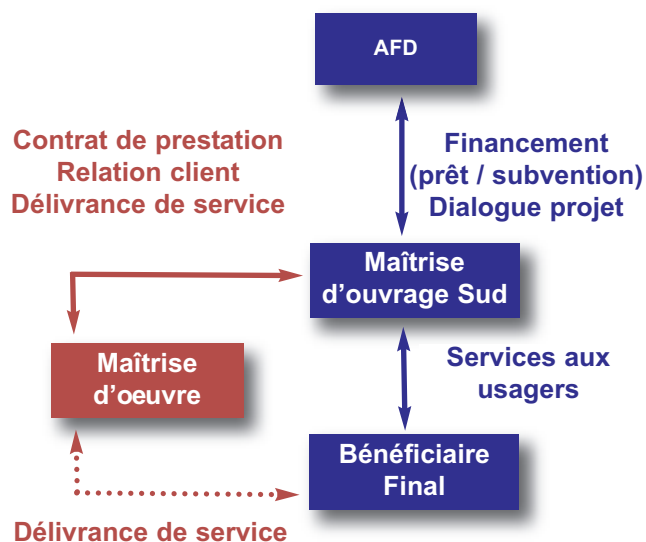 AFD
Contrat de prestation
Relation client
Délivrance de service
Financement
(prêt / subvention)
Dialogue projet
Maîtrise
d'ouvrage Sud
Maîtrise
d'oeuvre
Services aux
usagers
Bénéficiaire
Final
Délivrance de service